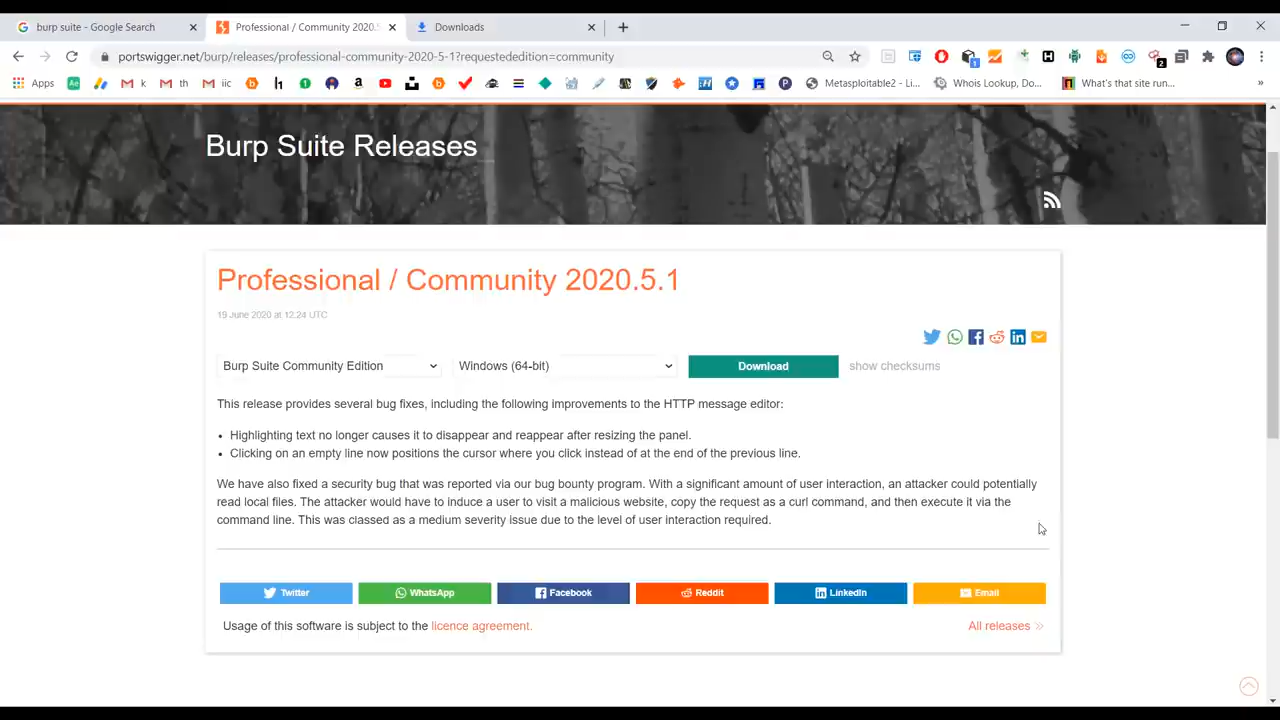 burp suite - Google Search
Professional / Community 2020.5
Downloads
portswigger.net/burp/releases/professional-community-2020-5-1?requestededition=community
Apps
k
th
iic
Metasploitable2 - Li...
Whois Lookup, Do...
What's that site run...
Burp Suite Releases
Professional / Community 2020.5.1
19 June 2020 at 12.24 UTC
Burp Suite Community Edition
Windows (64-bit)
Download
show checksums
This release provides several bug fixes, including the following improvements to the HTTP message editor:
• Highlighting text no longer causes it to disappear and reappear after resizing the panel.
• Clicking on an empty line now positions the cursor where you click instead of at the end of the previous line.
We have also fixed a security bug that was reported via our bug bounty program. With a significant amount of user interaction, an attacker could potentially
read local files. The attacker would have to induce a user to visit a malicious website, copy the request as a curl command, and then execute it via the
command line. This was classed as a medium severity issue due to the level of user interaction required.
Twitter
WhatsApp
Facebook
Reddit
LinkedIn
Email
Usage of this software is subject to the licence agreement.
All releases